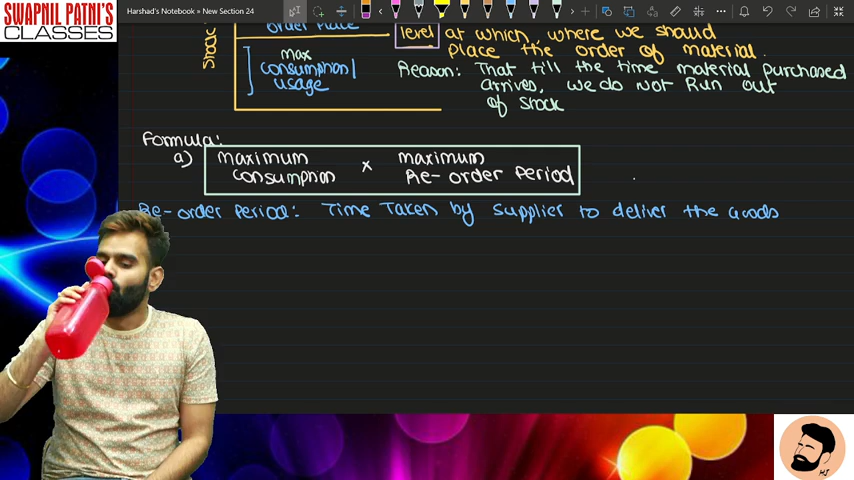 SWAPNIL PATNI'S
CLASSES
Harshad's Notebook » New Section 24
Stock
order Place
max
consumption/
usage
level at which, where we should
Place the order of material.
Reason: That till the time material purchased
arrives, we do not Run out
of stock
Formula:
a) maximum consumption × maximum Re-order Period
Re-order Period: Time Taken by supplier to deliver the Goods